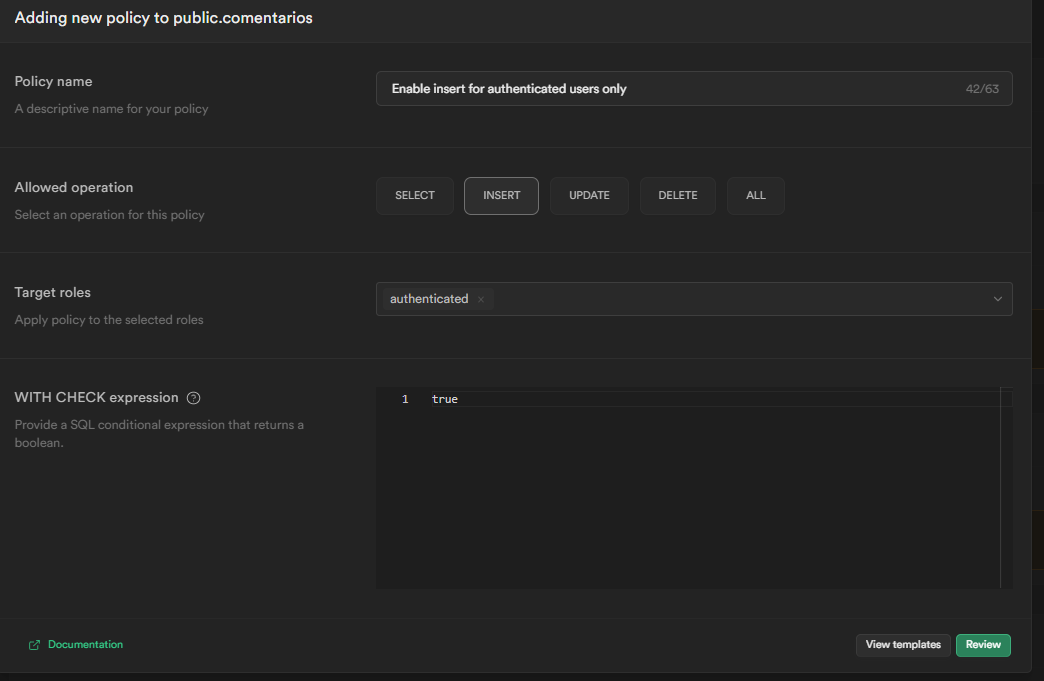 Adding new policy to public.comentarios
Policy name
A descriptive name for your policy
Enable insert for authenticated users only
42/63
Allowed operation
Select an operation for this policy
SELECT
INSERT
UPDATE
DELETE
ALL
Target roles
Apply policy to the selected roles
authenticated ×
WITH CHECK expression ?
Provide a SQL conditional expression that returns a
boolean.
1 true
Documentation
View templates
Review